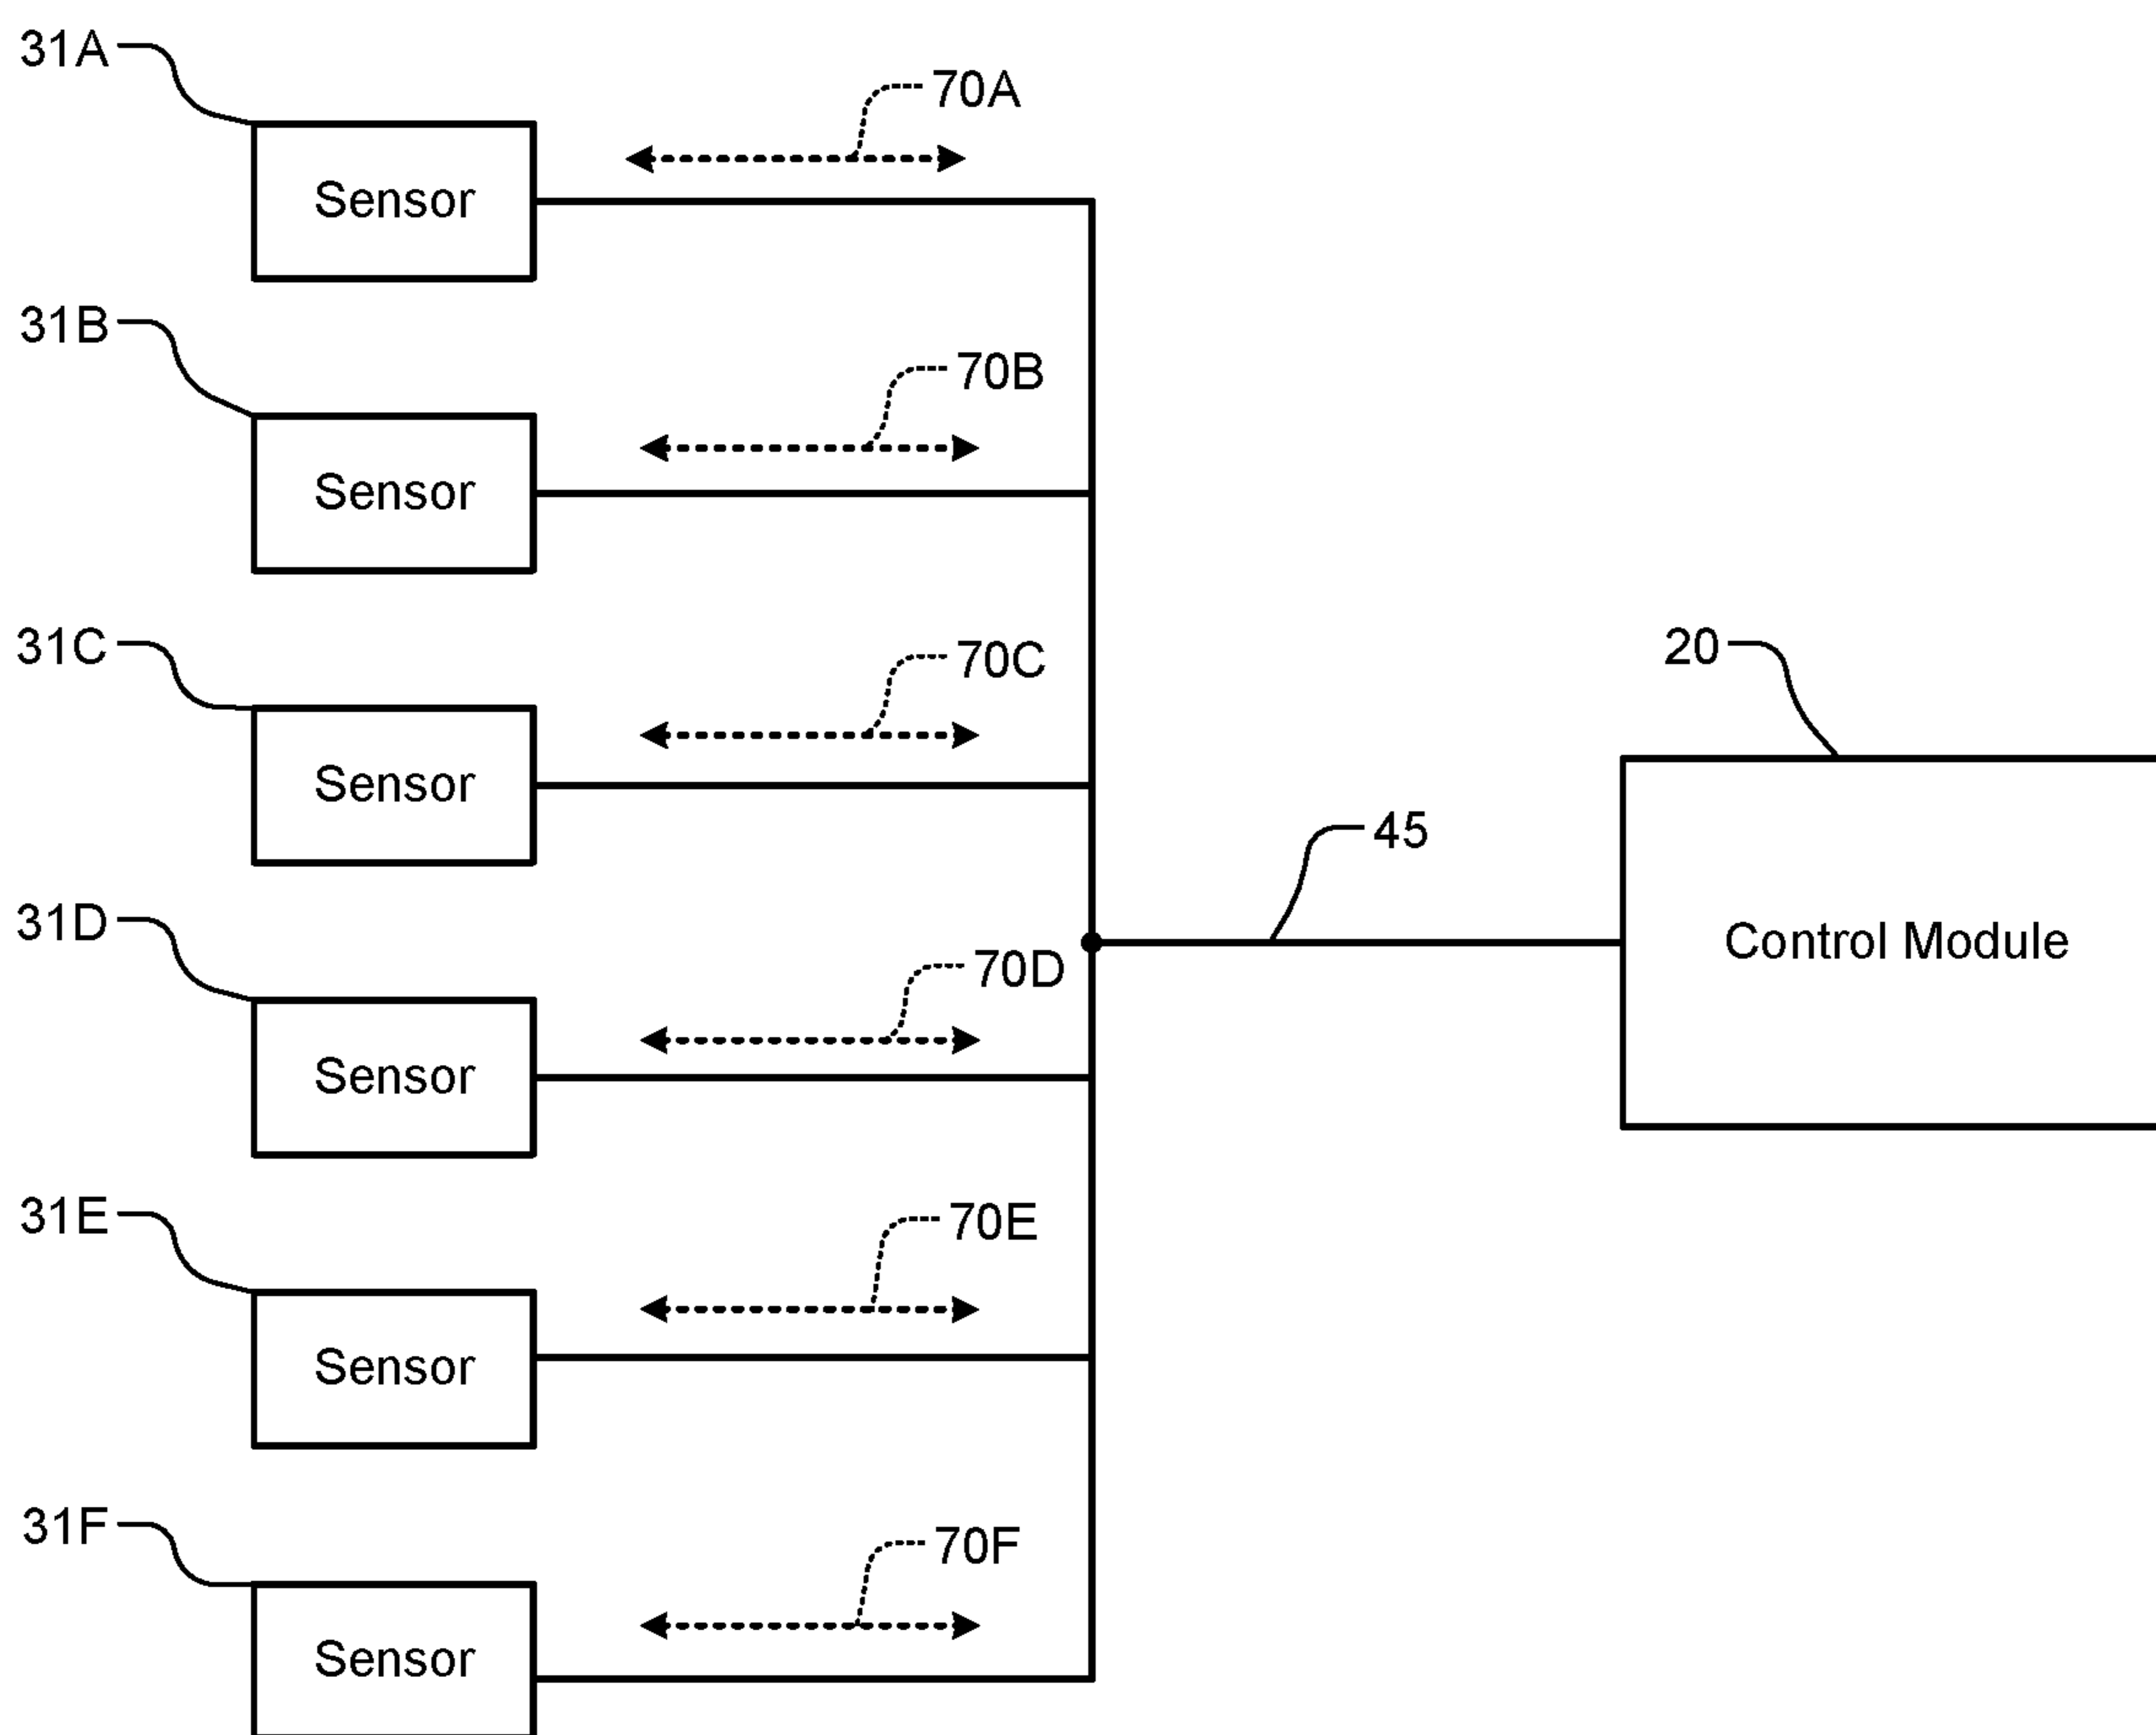 31A
70A
Sensor
31B
70B
Sensor
31C
70C
20
Sensor
45
31D
70D
Control Module
Sensor
31E
70E
Sensor
31F
70F
Sensor